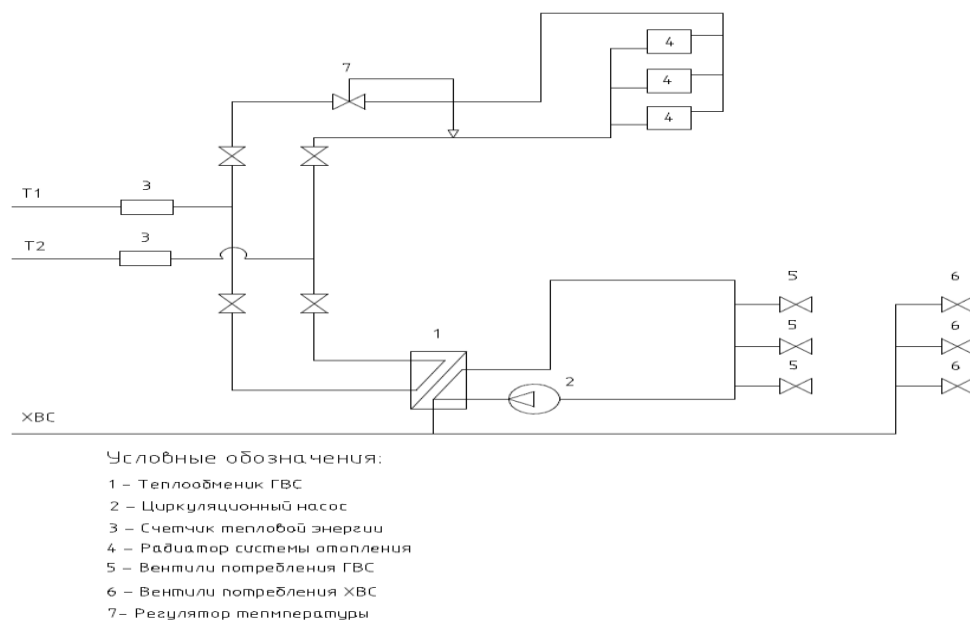 7
4
4
4
3
T1
3
T2
5
6
5
6
1
5
6
2
ХВС
Условные обозначения:
1 – Теплообменик ГВС
2 – Циркуляционный насос
3 – Счетчик тепловой энергии
4 – Радиатор системы отопления
5 – Вентили потребления ГВС
6 – Вентили потребления ХВС
7– Регулятор тепмпературы